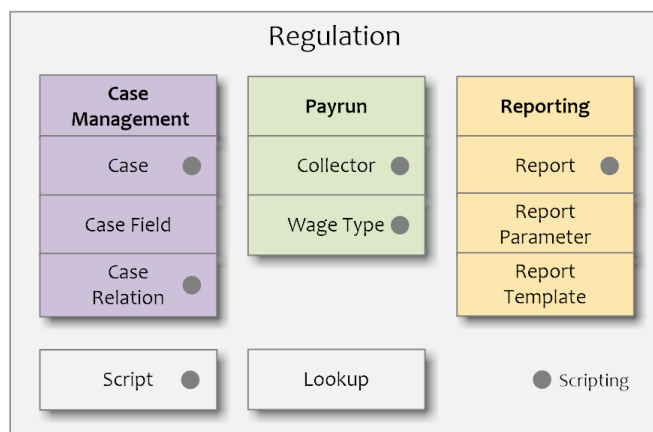 Regulation
Case
Management
Case
Case Field
Case
Relation
Payrun
Collector
Wage Type
Reporting
Report
Report
Parameter
Report
Template
Script
Lookup
Scripting